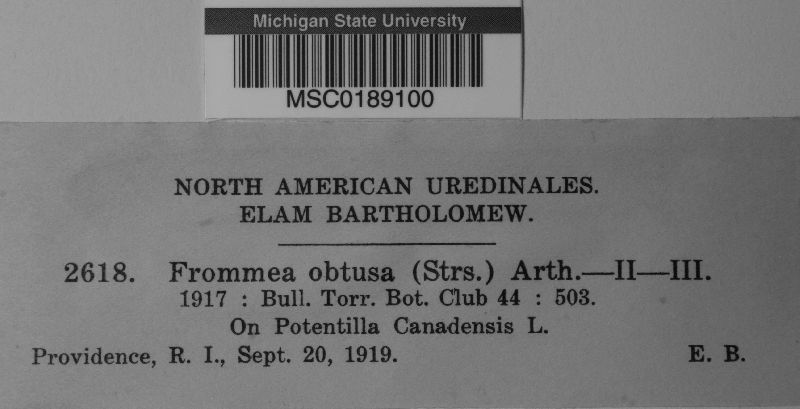 Michigan State University
MSC0189100
NORTH AMERICAN UREDINALES.
ELAM BARTHOLOMEW.
2618. Frommea obtusa (Strs.) Arth.—II—III.
1917 : Bull. Torr. Bot. Club 44 : 503.
On Potentilla Canadensis L.
Providence, R. I., Sept. 20, 1919. E. B.